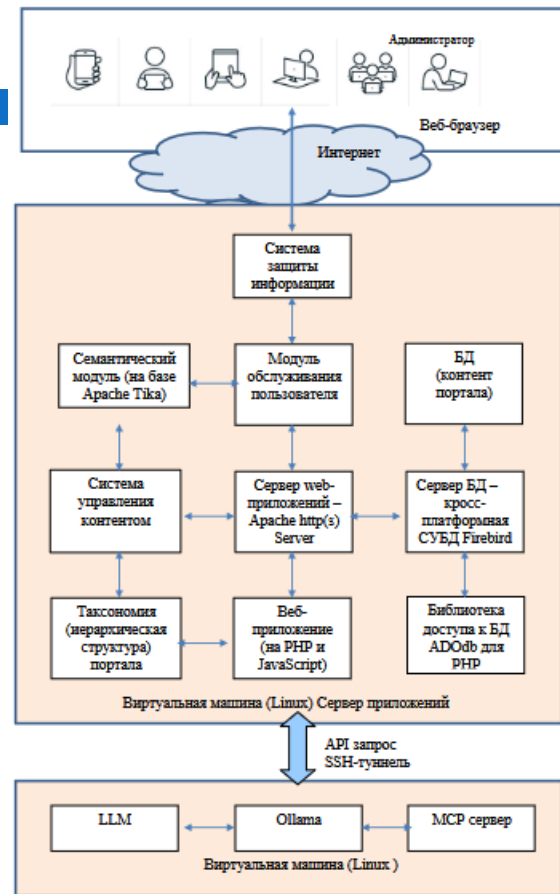 Администратор
Веб-браузер
Интернет
Система
защиты
информации
Семантический
модуль (на базе
Apache Tika)
Модуль
обслуживания
пользователя
БД
(контент
портала)
Система
управления
контентом
Сервер web-
приложений –
Apache http(s)
Server
Сервер БД –
кросс-
платформная
СУБД Firebird
Таксономия
(иерархическая
структура)
портала
Веб-
приложение
(на PHP и
JavaScript)
Библиотека
доступа к БД
ADOdb для
PHP
Виртуальная машина (Linux) Сервер приложений
API запрос
SSH-туннель
LLM
Ollama
MCP сервер
Виртуальная машина (Linux )